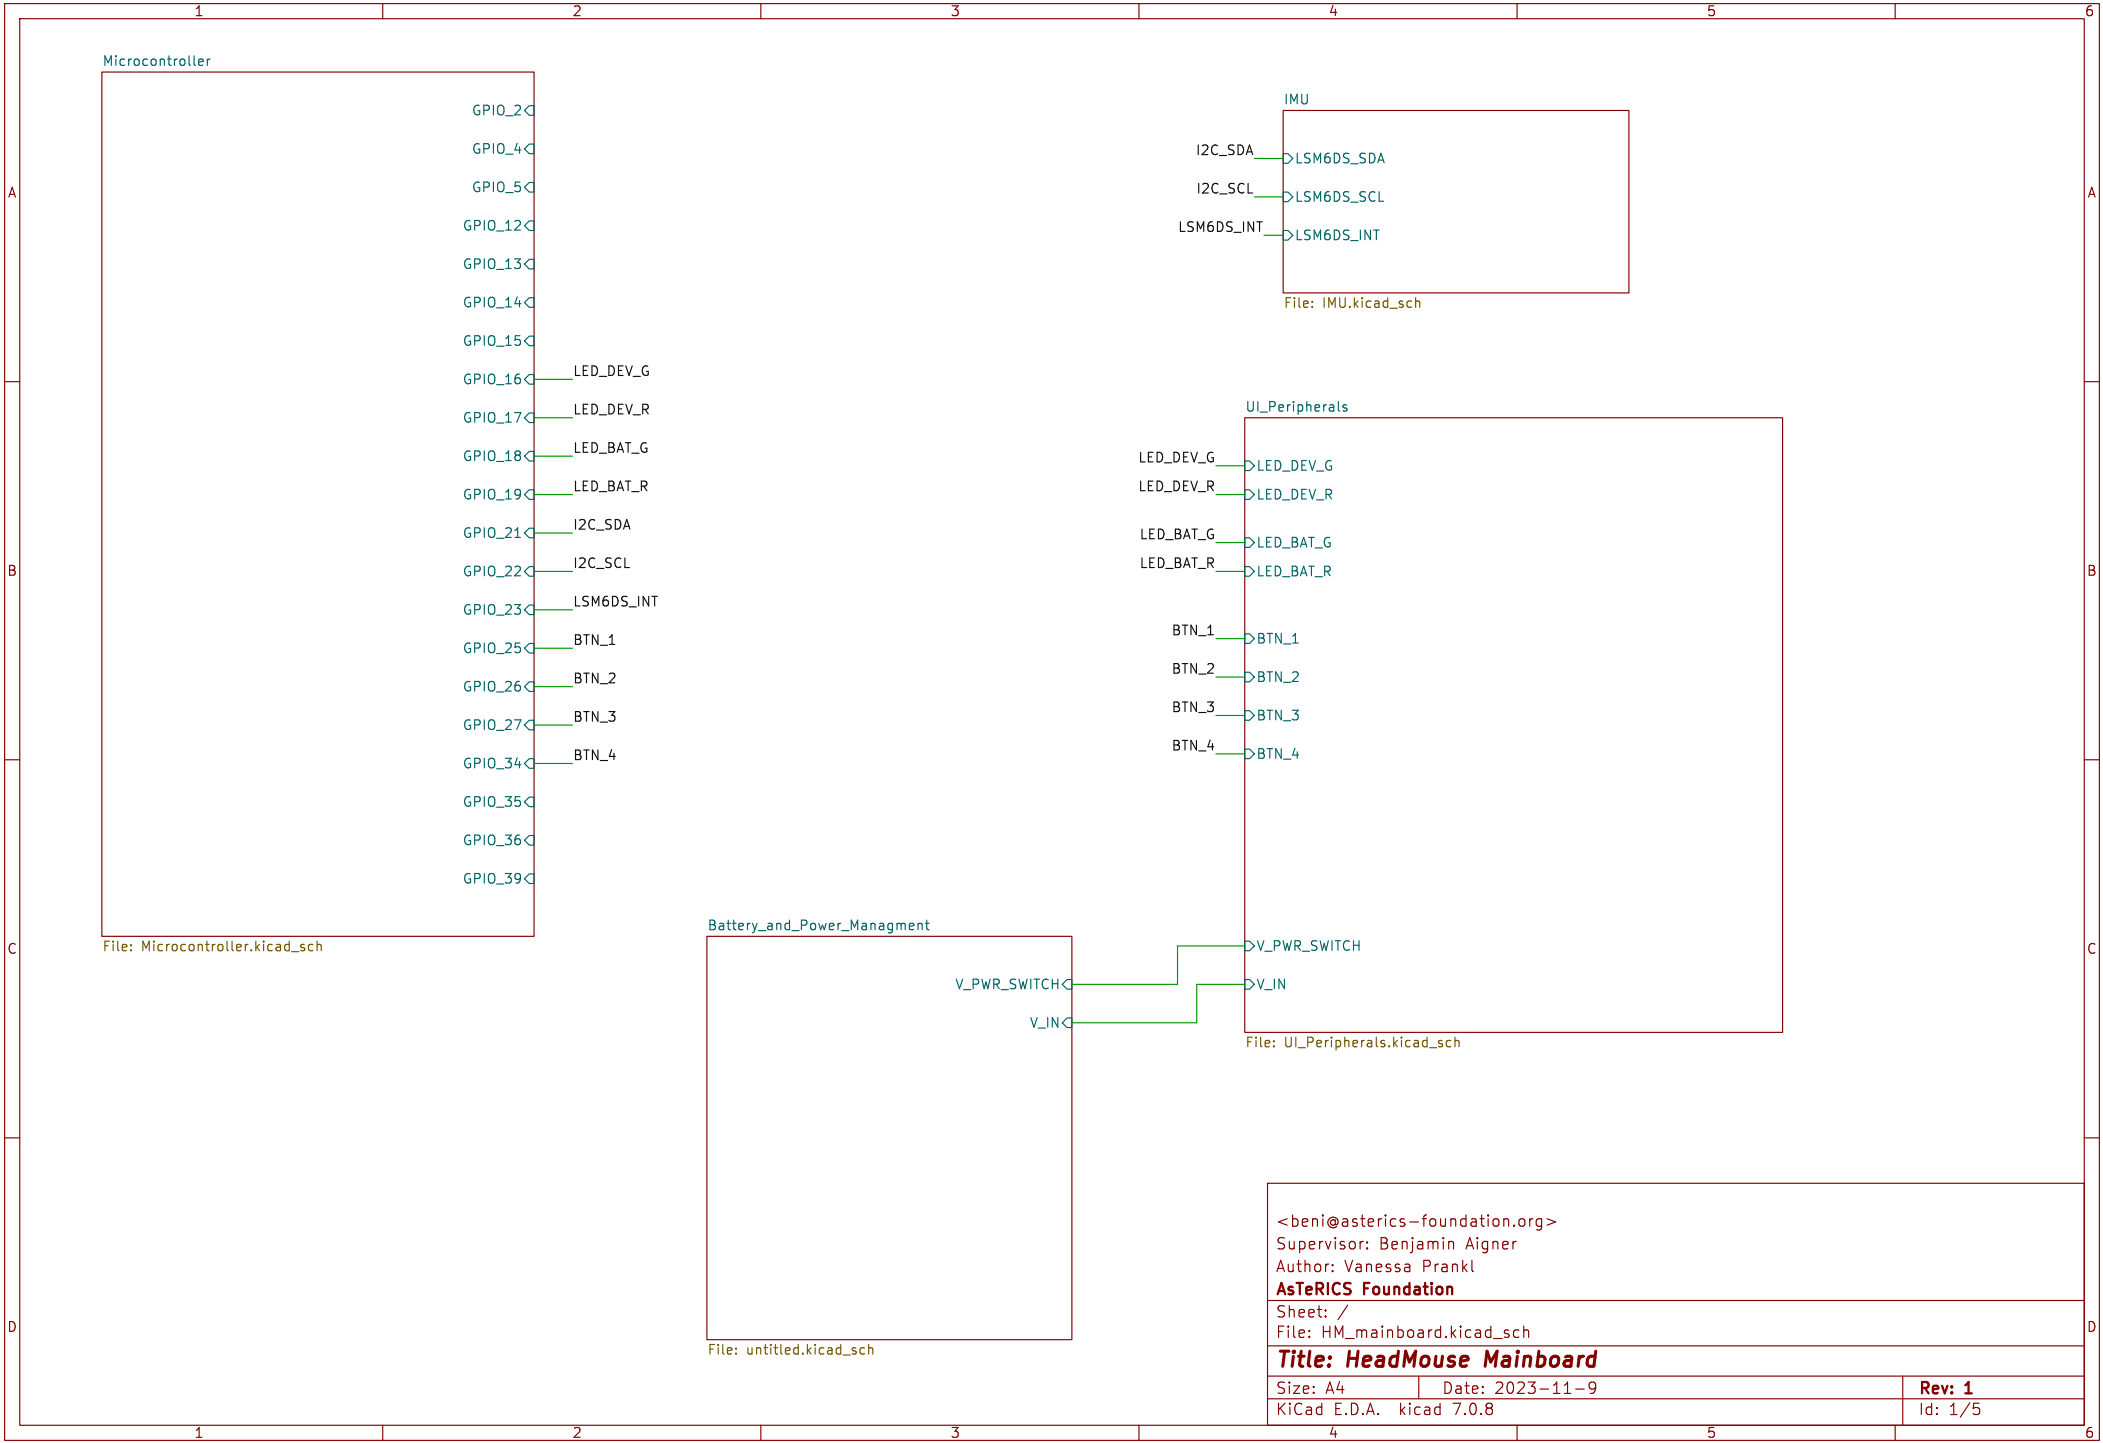 1 2 3 4 5 6
A
B
C
D
Microcontroller
GPIO_2
GPIO_4
GPIO_5
GPIO_12
GPIO_13
GPIO_14
GPIO_15
GPIO_16 LED_DEV_G
GPIO_17 LED_DEV_R
GPIO_18 LED_BAT_G
GPIO_19 LED_BAT_R
GPIO_21 I2C_SDA
GPIO_22 I2C_SCL
GPIO_23 LSM6DS_INT
GPIO_25 BTN_1
GPIO_26 BTN_2
GPIO_27 BTN_3
GPIO_34 BTN_4
GPIO_35
GPIO_36
GPIO_39
File: Microcontroller.kicad_sch
IMU
I2C_SDA LSM6DS_SDA
I2C_SCL LSM6DS_SCL
LSM6DS_INT LSM6DS_INT
File: IMU.kicad_sch
UI_Peripherals
LED_DEV_G LED_DEV_G
LED_DEV_R LED_DEV_R
LED_BAT_G LED_BAT_G
LED_BAT_R LED_BAT_R
BTN_1 BTN_1
BTN_2 BTN_2
BTN_3 BTN_3
BTN_4 BTN_4
V_PWR_SWITCH
V_IN
File: UI_Peripherals.kicad_sch
Battery_and_Power_Managment
V_PWR_SWITCH
V_IN
File: untitled.kicad_sch
<beni@asterics-foundation.org>
Supervisor: Benjamin Aigner
Author: Vanessa Prankl
AsTeRICS Foundation
Sheet: /
File: HM_mainboard.kicad_sch
Title: HeadMouse Mainboard
Size: A4 Date: 2023-11-9 Rev: 1
KiCad E.D.A. kicad 7.0.8 Id: 1/5
A
B
C
D
1 2 3 4 5 6